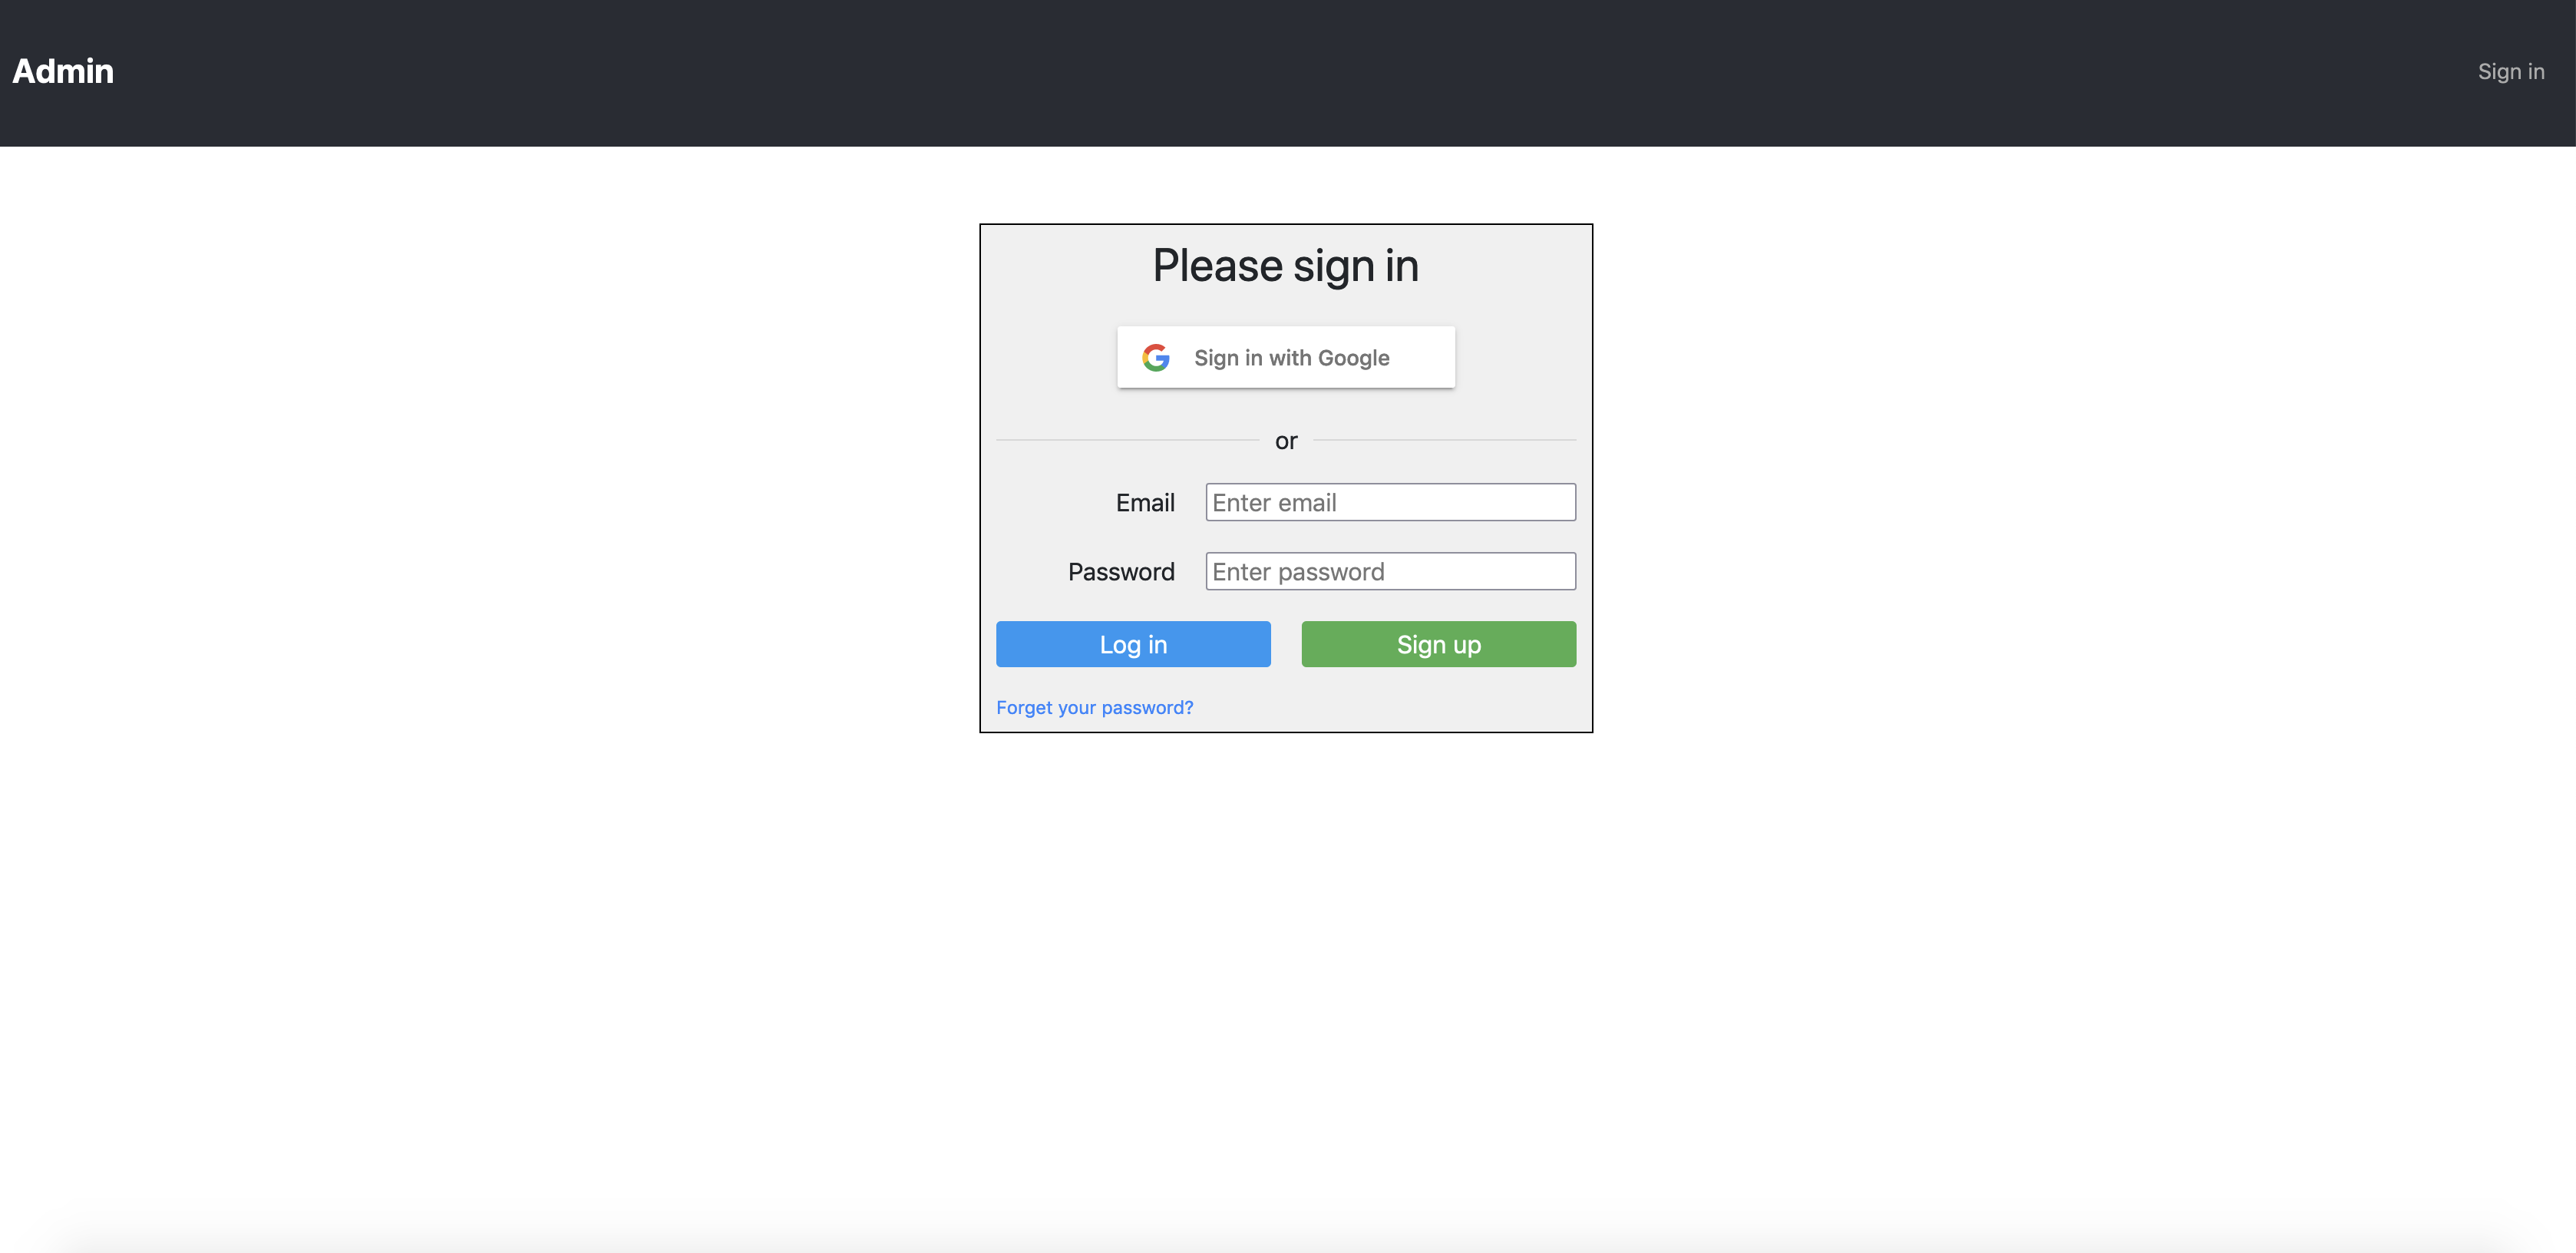 Admin
Sign in
Please sign in
Sign in with Google
or
Email
Enter email
Password
Enter password
Log in
Sign up
Forget your password?